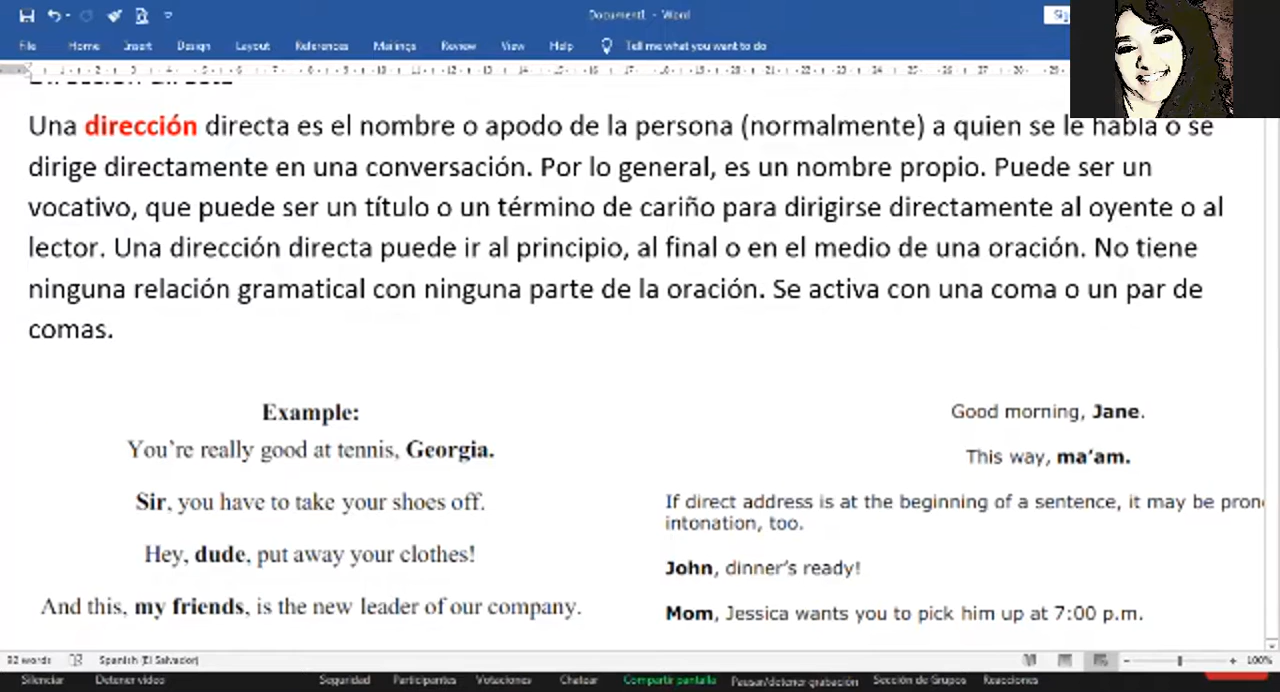 Document1 - Word
File Home Insert Design Layout References Mailings Review View Help Tell me what you want to do
Una dirección directa es el nombre o apodo de la persona (normalmente) a quien se le habla o se
dirige directamente en una conversación. Por lo general, es un nombre propio. Puede ser un
vocativo, que puede ser un título o un término de cariño para dirigirse directamente al oyente o al
lector. Una dirección directa puede ir al principio, al final o en el medio de una oración. No tiene
ninguna relación gramatical con ninguna parte de la oración. Se activa con una coma o un par de
comas.
Example:
You're really good at tennis, Georgia.
Sir, you have to take your shoes off.
Hey, dude, put away your clothes!
And this, my friends, is the new leader of our company.
Good morning, Jane.
This way, ma'am.
If direct address is at the beginning of a sentence, it may be
intonation, too.
John, dinner's ready!
Mom, Jessica wants you to pick him up at 7:00 p.m.
words Spanish (El Salvador) 100%
Silenciar Detener video Seguridad Participantes Votaciones Chatear Compartir pantalla Pausar/detener grabación Sección de Grupos Reacciones